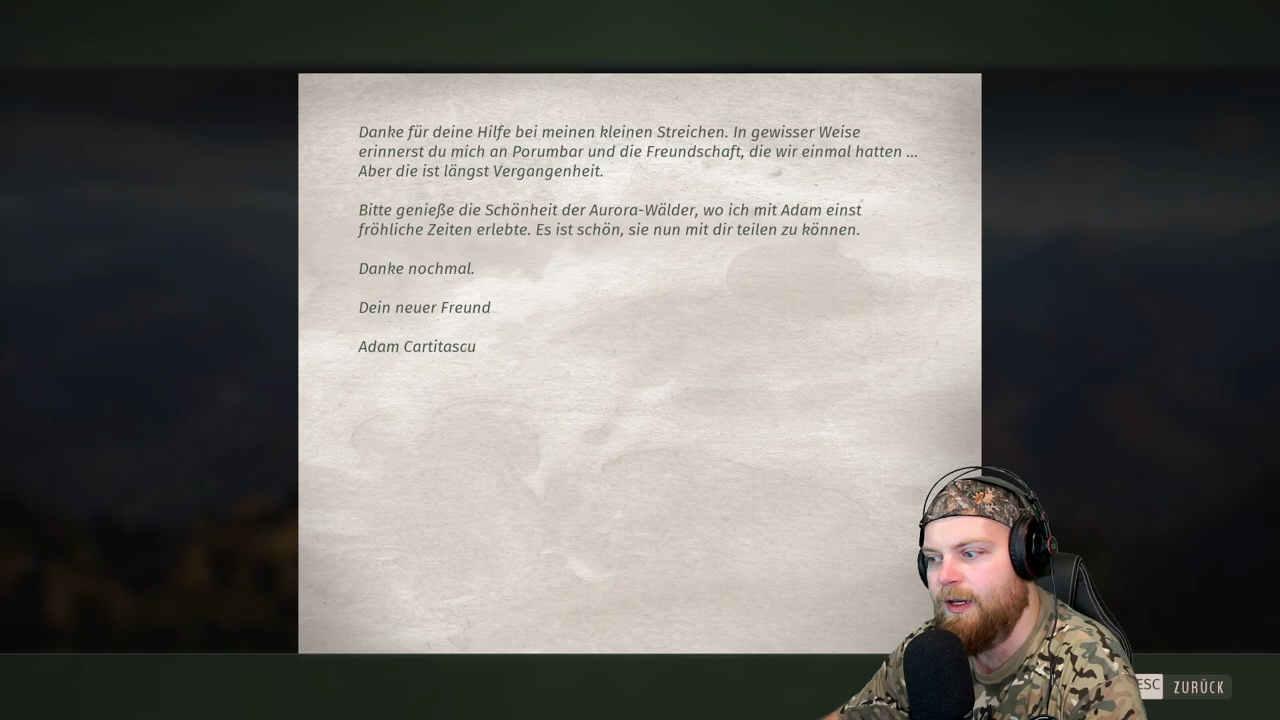 Danke für deine Hilfe bei meinen kleinen Streichen. In gewisser Weise
erinnerst du mich an Porumbar und die Freundschaft, die wir einmal hatten ...
Aber die ist längst Vergangenheit.
Bitte genieße die Schönheit der Aurora-Wälder, wo ich mit Adam einst
fröhliche Zeiten erlebte. Es ist schön, sie nun mit dir teilen zu können.
Danke nochmal.
Dein neuer Freund
Adam Cartitascu
ESC ZURÜCK